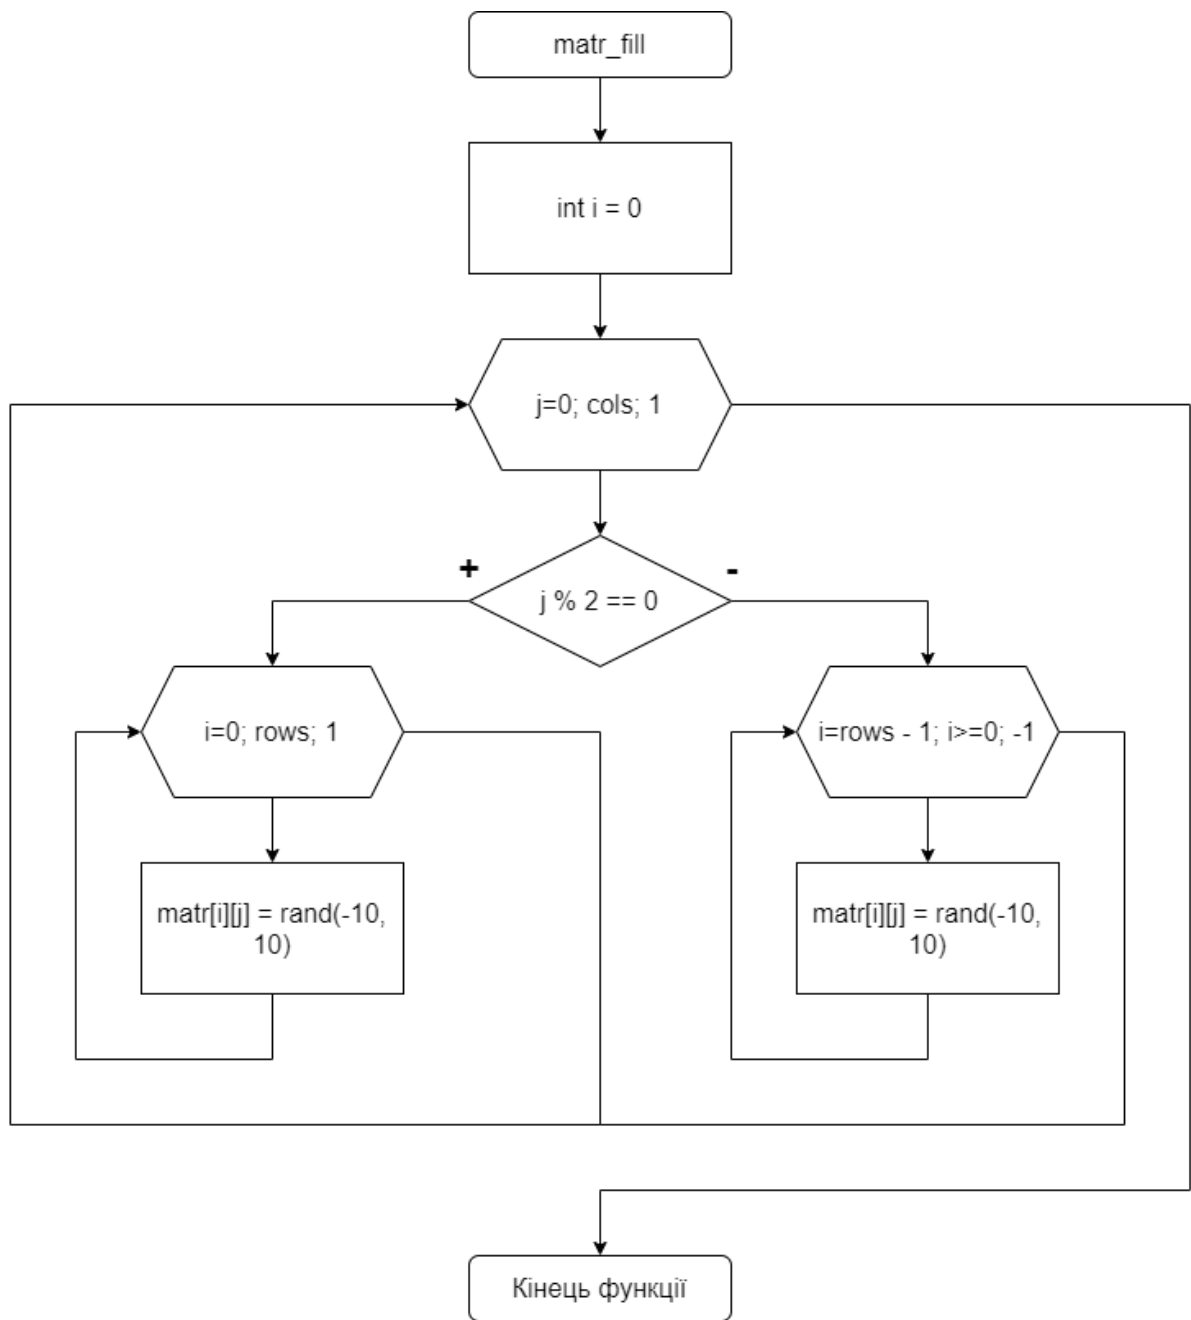 matr_fill
int i = 0
j=0; cols; 1
+
-
j % 2 == 0
i=0; rows; 1
i=rows - 1; i>=0; -1
matr[i][j] = rand(-10,
10)
matr[i][j] = rand(-10,
10)
Кінець функції